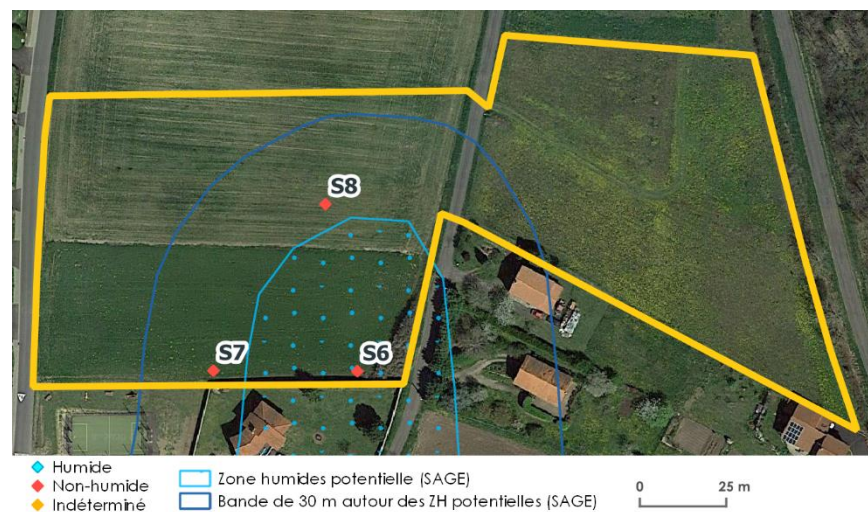 S8
S7
S6
Humide
Non-humide
Indéterminé
Zone humides potentielle (SAGE)
Bande de 30 m autour des ZH potentielles (SAGE)
0 25 m